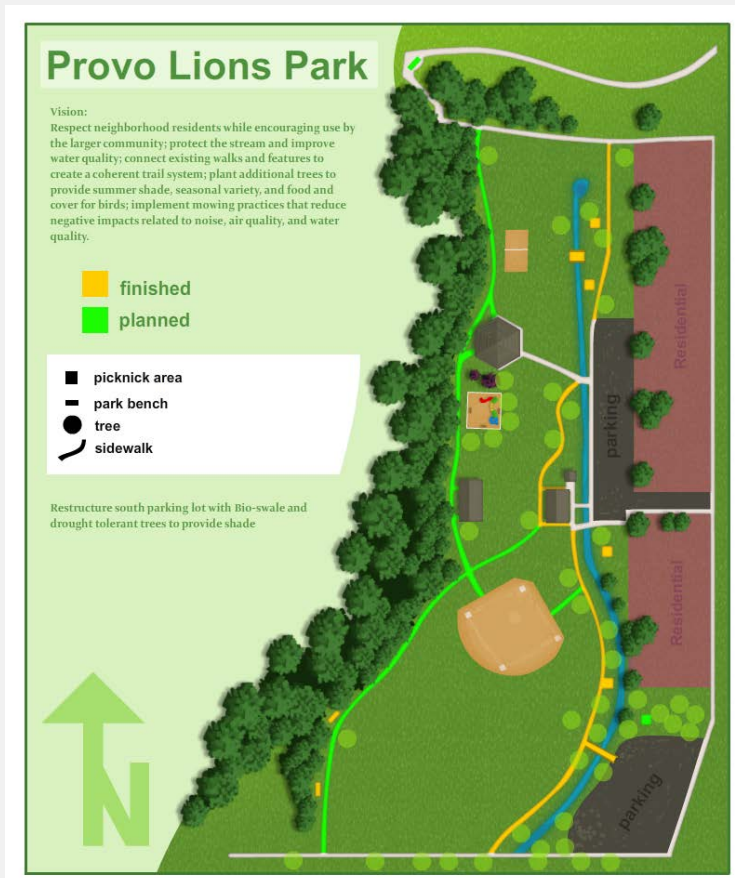 Provo Lions Park
Vision:
Respect neighborhood residents while encouraging use by
the larger community; protect the stream and improve
water quality; connect existing walks and features to
create a coherent trail system; plant additional trees to
provide summer shade, seasonal variety, and food and
cover for birds; implement mowing practices that reduce
negative impacts related to noise, air quality, and water
quality.
finished
planned
picknick area
park bench
tree
sidewalk
Restructure south parking lot with Bio-swale and
drought tolerant trees to provide shade
N
Residential
parking
Residential
parking